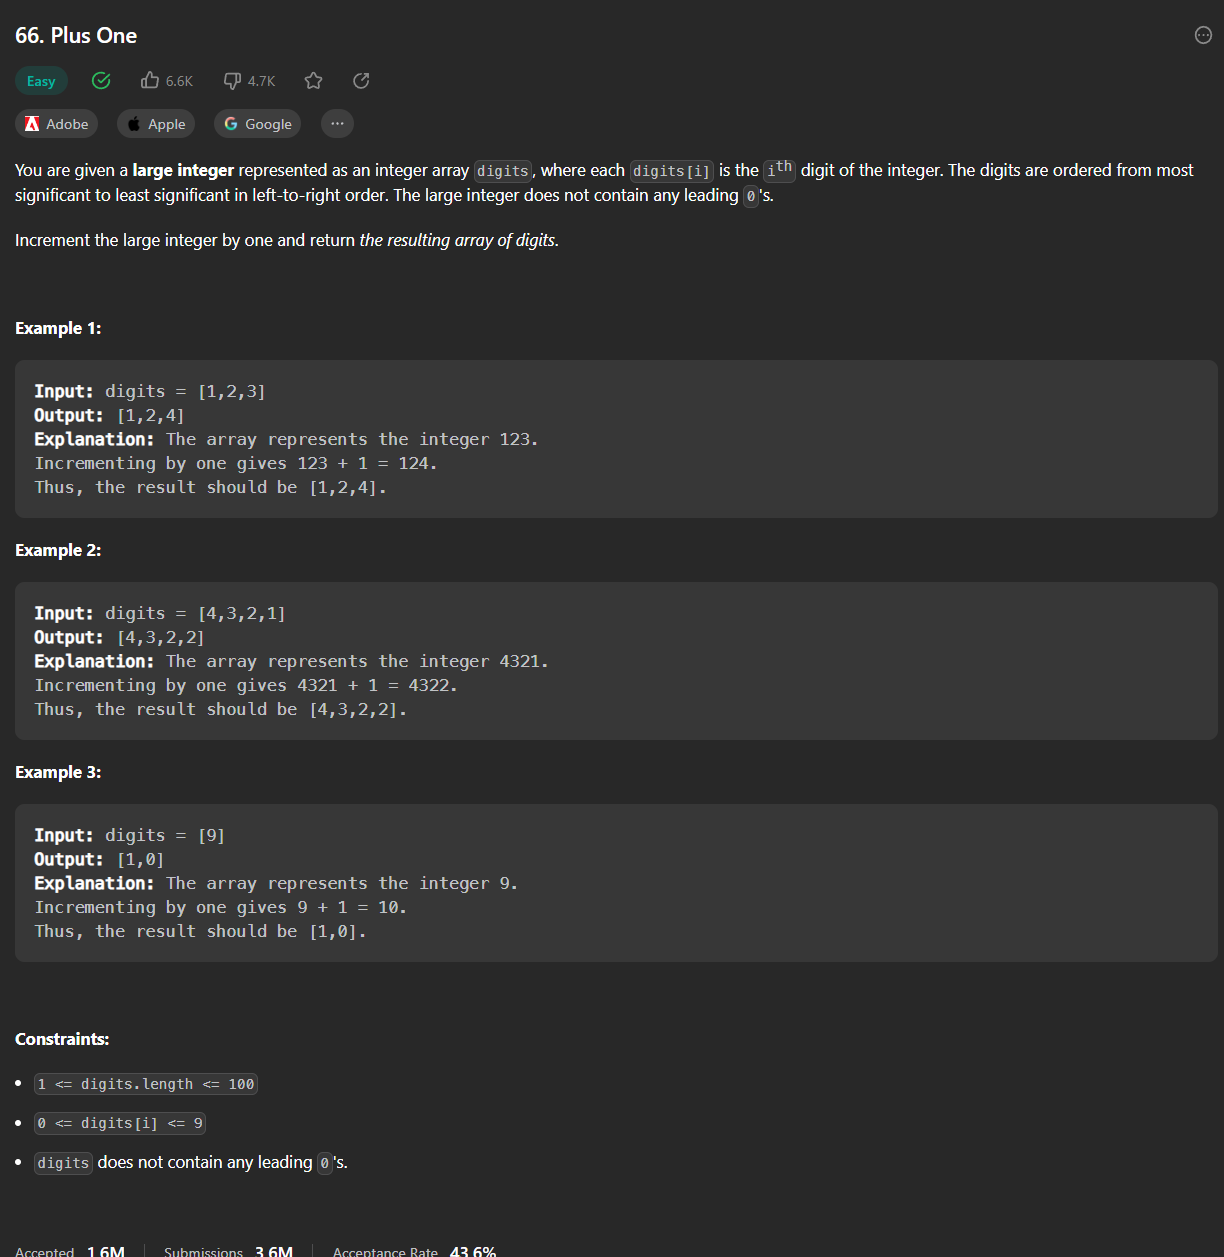 66. Plus One
Easy 6.6K 4.7K
Adobe Apple Google ...
You are given a large integer represented as an integer array digits, where each digits[i] is the ith digit of the integer. The digits are ordered from most
significant to least significant in left-to-right order. The large integer does not contain any leading 0's.
Increment the large integer by one and return the resulting array of digits.
Example 1:
Input: digits = [1,2,3]
Output: [1,2,4]
Explanation: The array represents the integer 123.
Incrementing by one gives 123 + 1 = 124.
Thus, the result should be [1,2,4].
Example 2:
Input: digits = [4,3,2,1]
Output: [4,3,2,2]
Explanation: The array represents the integer 4321.
Incrementing by one gives 4321 + 1 = 4322.
Thus, the result should be [4,3,2,2].
Example 3:
Input: digits = [9]
Output: [1,0]
Explanation: The array represents the integer 9.
Incrementing by one gives 9 + 1 = 10.
Thus, the result should be [1,0].
Constraints:
• 1 <= digits.length <= 100
• 0 <= digits[i] <= 9
• digits does not contain any leading 0's.
Accepted 1.6M Submissions 3.6M Acceptance Rate 43.6%